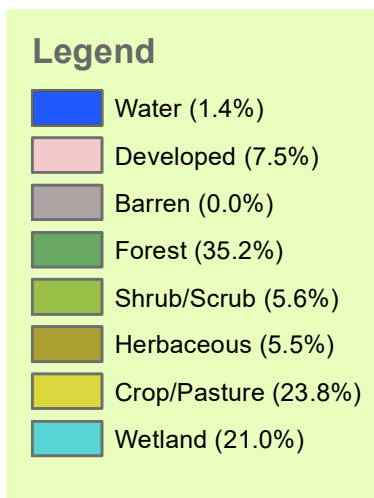 Legend
Water (1.4%)
Developed (7.5%)
Barren (0.0%)
Forest (35.2%)
Shrub/Scrub (5.6%)
Herbaceous (5.5%)
Crop/Pasture (23.8%)
Wetland (21.0%)